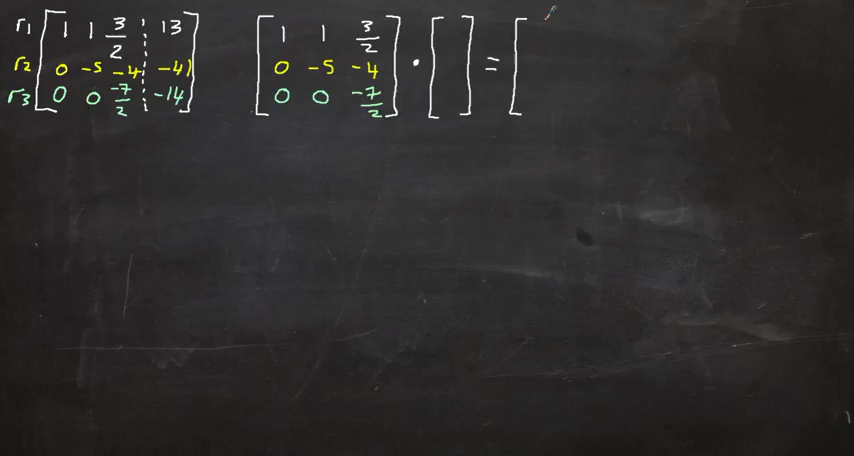 r1 [ 1 1 3/2 ¦ 13 ] [ 1 1 3/2 ] · [ ] = [
r2 [ 0 -5 -4 ¦ -41 ] [ 0 -5 -4 ]
r3 [ 0 0 -7/2 ¦ -14 ] [ 0 0 -7/2 ]